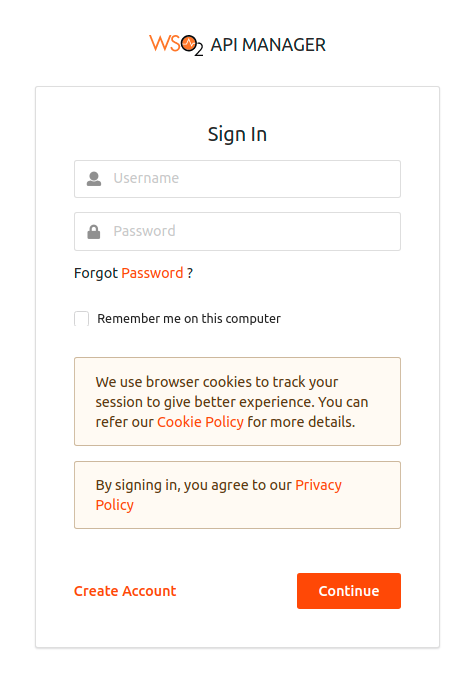 WSO2 API MANAGER
Sign In
Username
Password
Forgot Password ?
Remember me on this computer
We use browser cookies to track your
session to give better experience. You can
refer our Cookie Policy for more details.
By signing in, you agree to our Privacy
Policy
Create Account
Continue